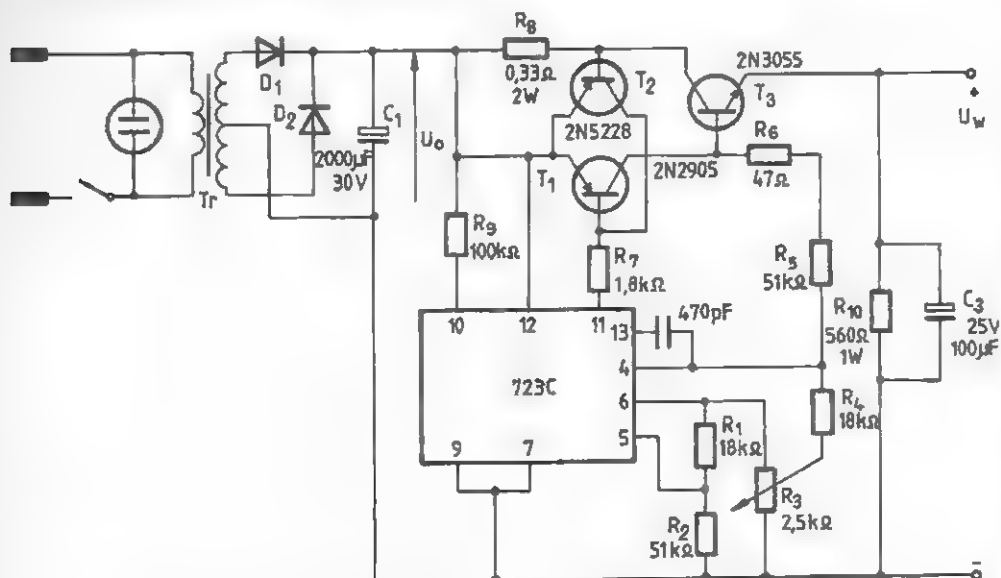 R8
0,33Ω
2W
2N3055
D1
T2
T3
D2
C1
U0
2N5228
R6
Uw
+
2000µF
30V
T1
2N2905
47Ω
Tr
R9
100kΩ
R7
1,8kΩ
R5
51kΩ
R10
560Ω
1W
C3
25V
100µF
10
12
11
470pF
13
4
723C
6
5
R1
18kΩ
R4
18kΩ
9
7
R3
2,5kΩ
R2
51kΩ
-